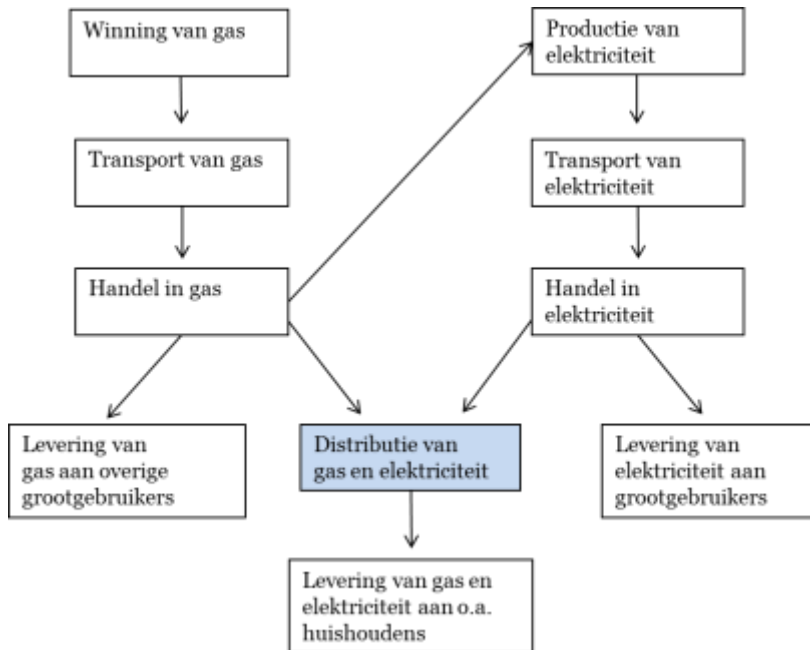 Winning van gas
Productie van
elektriciteit
Transport van gas
Transport van
elektriciteit
Handel in gas
Handel in
elektriciteit
Levering van
gas aan overige
grootgebruikers
Distributie van
gas en elektriciteit
Levering van
elektriciteit aan
grootgebruikers
Levering van gas en
elektriciteit aan o.a.
huishoudens